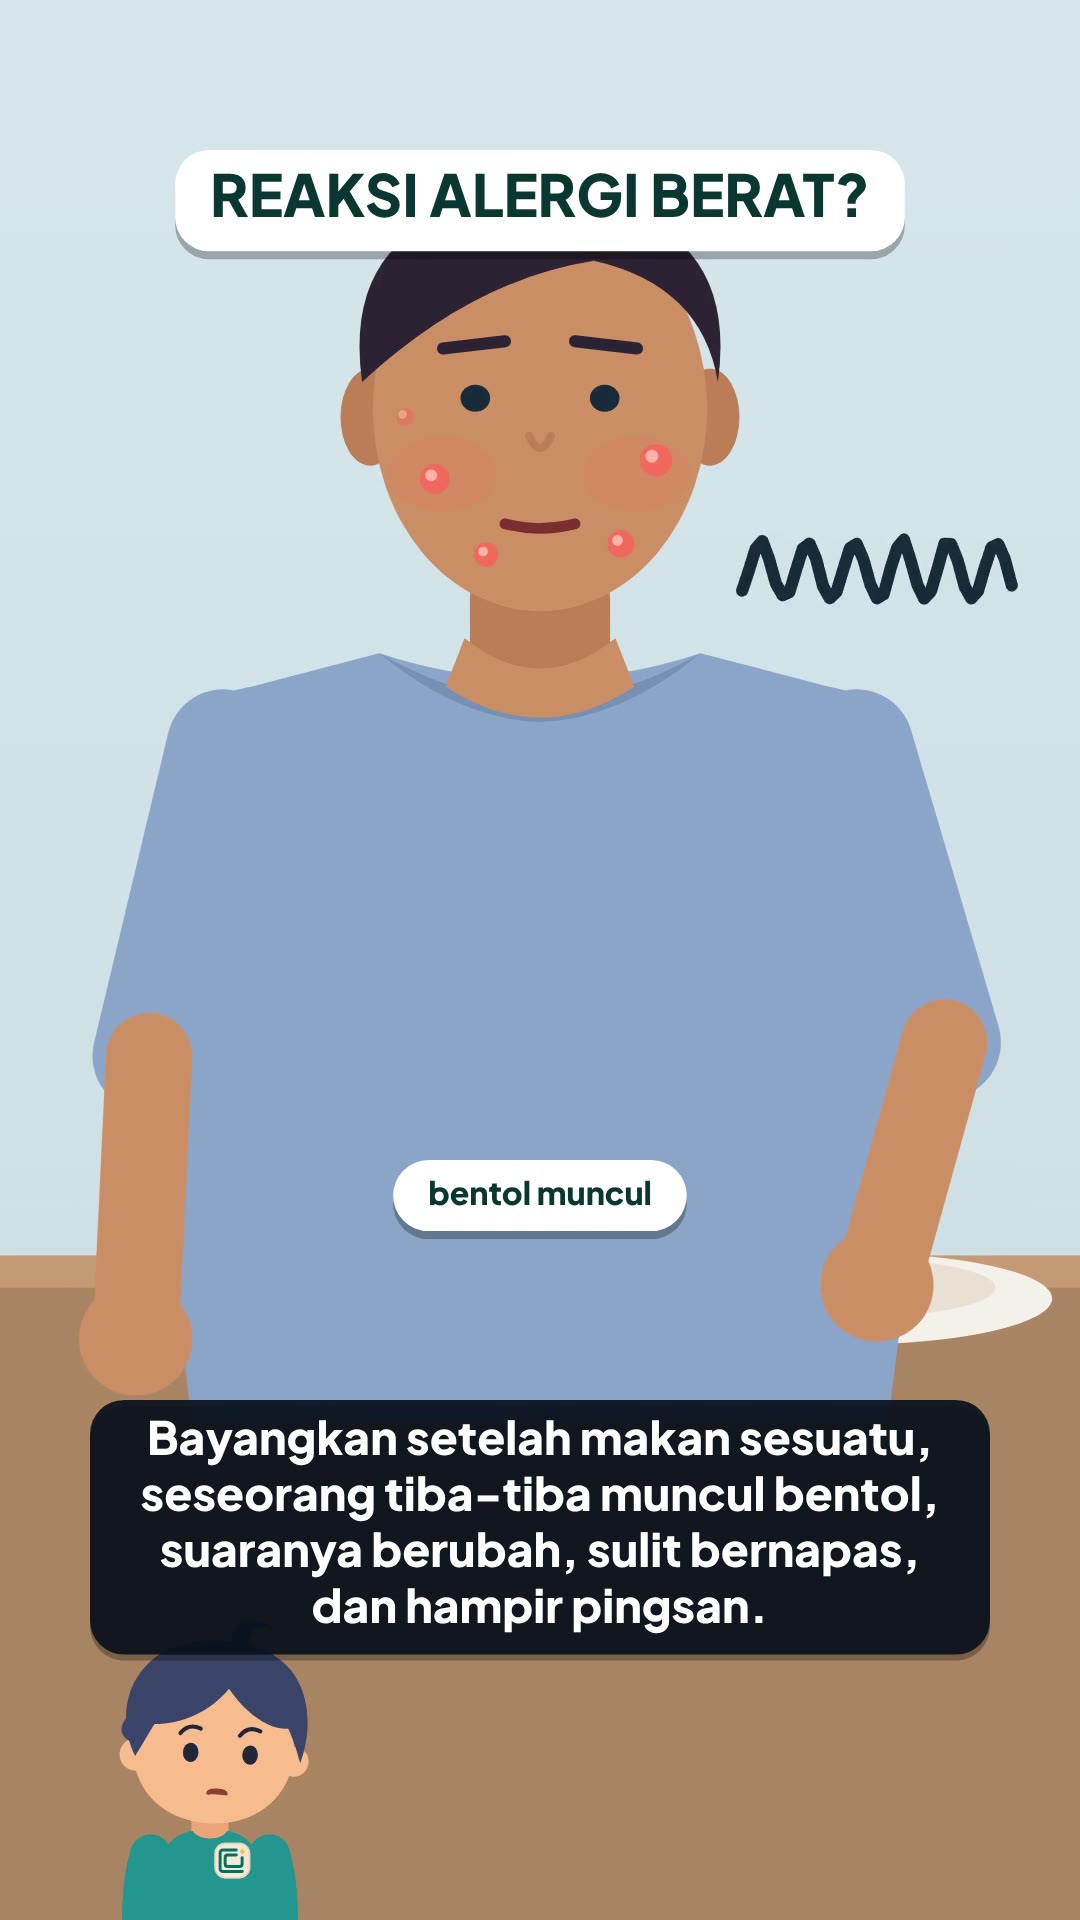 REAKSI ALERGI BERAT?
bentol muncul
Bayangkan setelah makan sesuatu,
seseorang tiba-tiba muncul bentol,
suaranya berubah, sulit bernapas,
dan hampir pingsan.